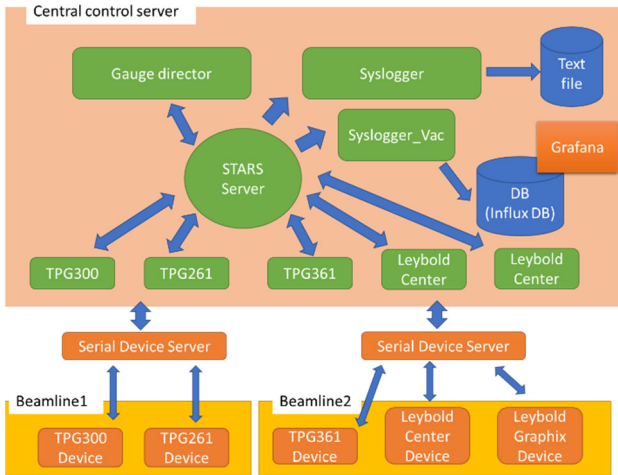 Central control server
Gauge director
Syslogger
Text
file
Syslogger_Vac
Grafana
STARS
Server
DB
(Influx DB)
TPG300
TPG261
TPG361
Leybold
Center
Leybold
Center
Serial Device Server
Serial Device Server
Beamline1
Beamline2
TPG300
Device
TPG261
Device
TPG361
Device
Leybold
Center
Device
Leybold
Graphix
Device